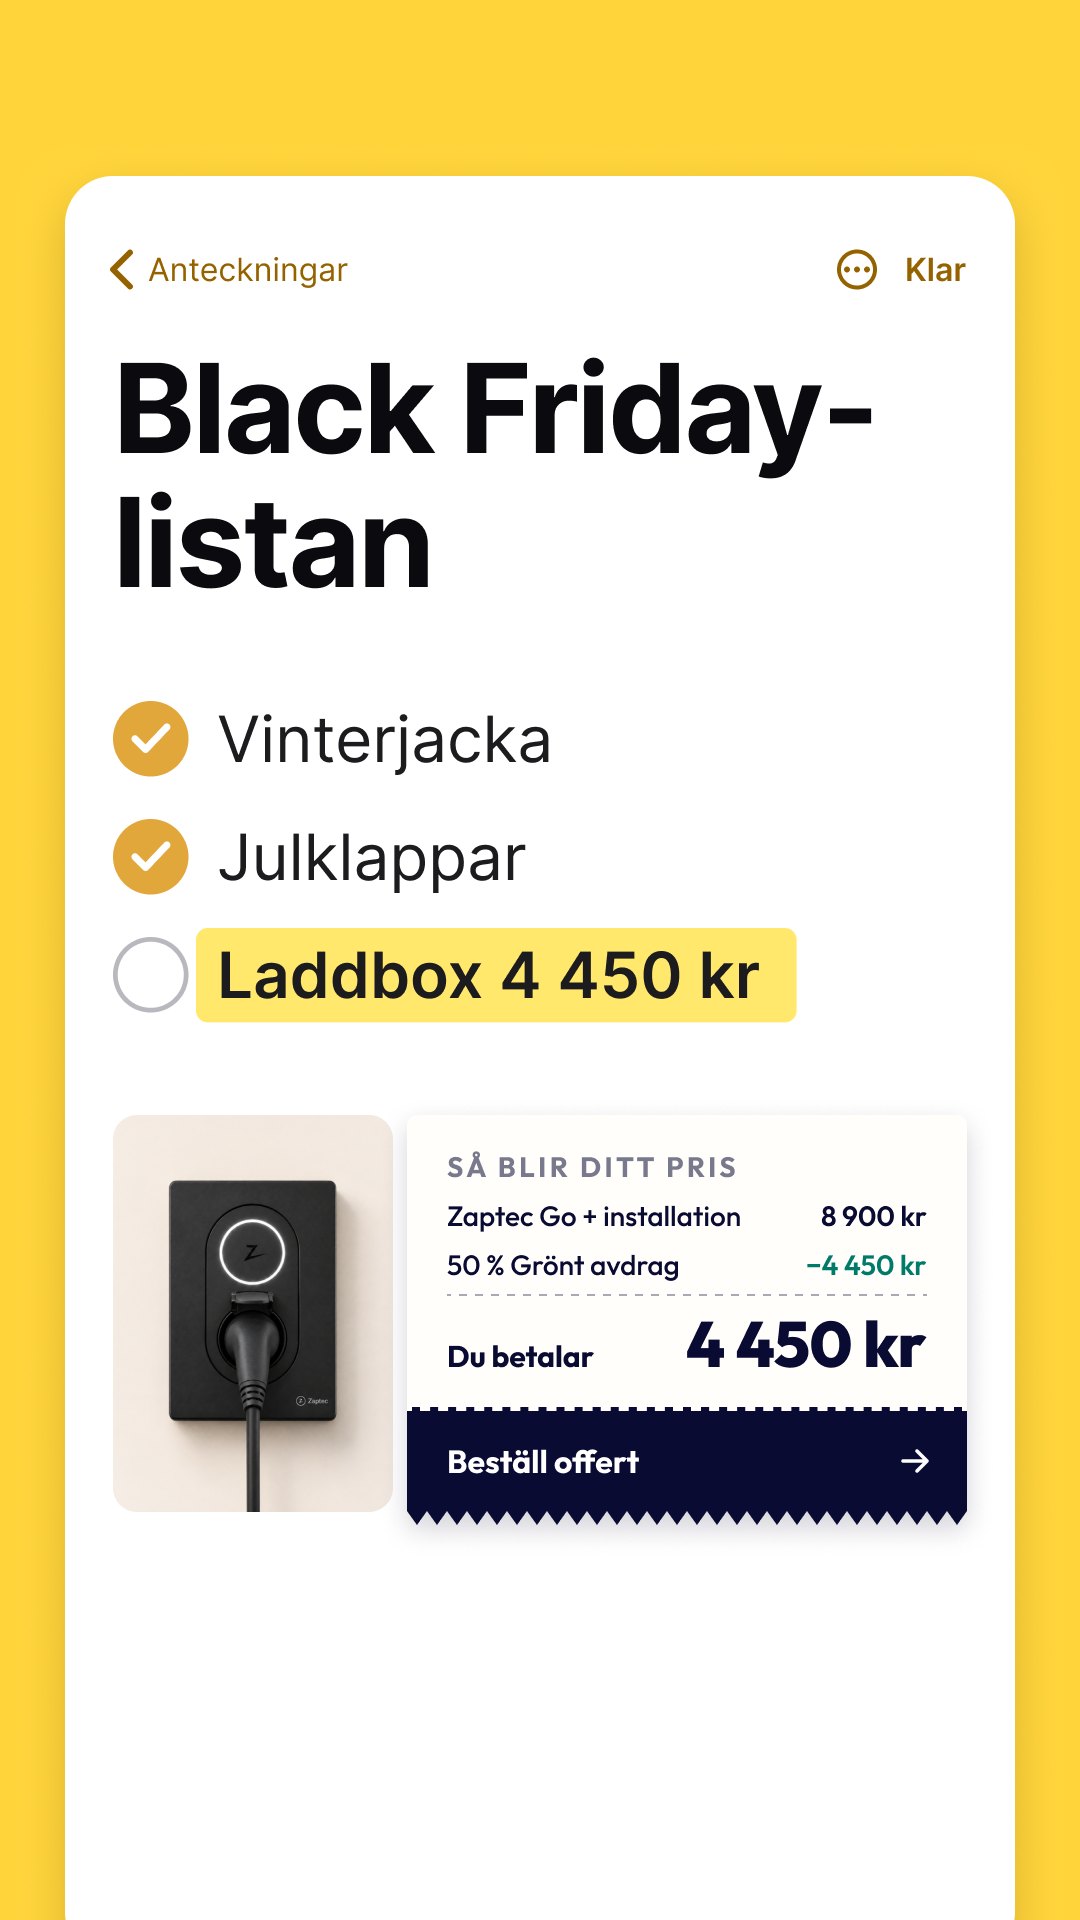 Anteckningar
Klar
Black Friday-
listan
Vinterjacka
Julklappar
Laddbox 4 450 kr
SÅ BLIR DITT PRIS
Zaptec Go + installation 8 900 kr
50 % Grönt avdrag −4 450 kr
Du betalar 4 450 kr
Zaptec
Beställ offert